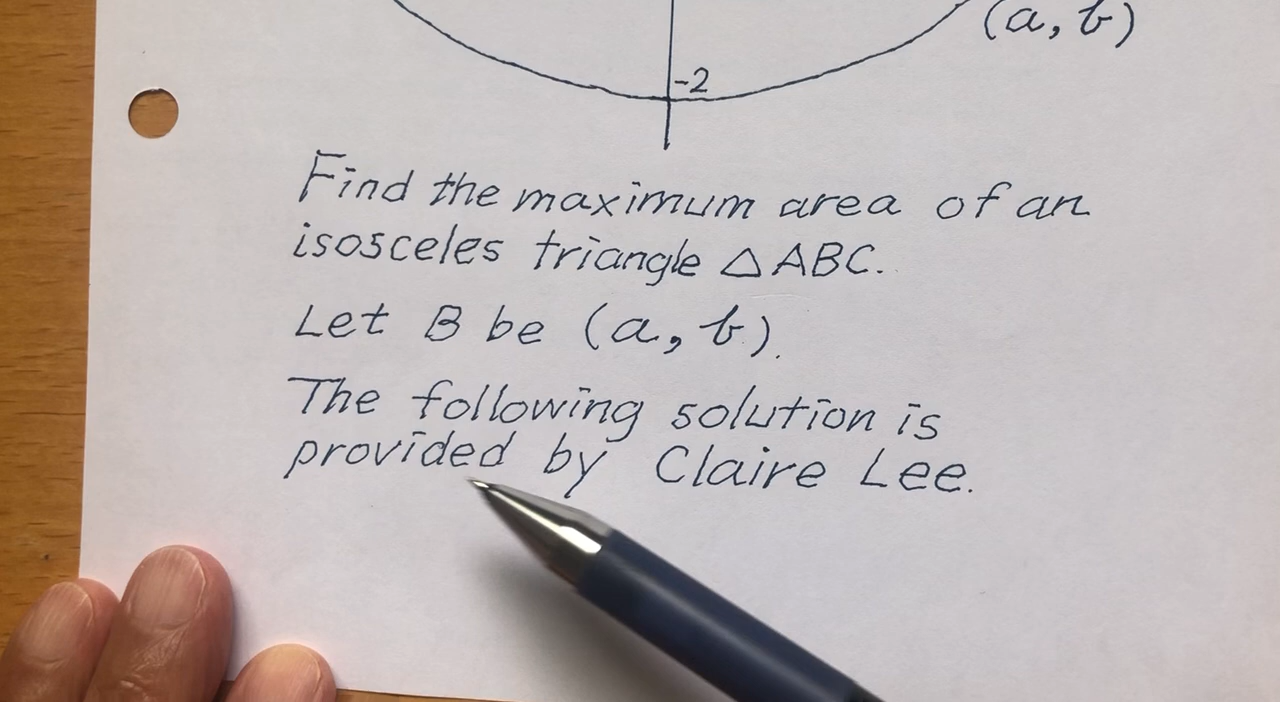 (a, b)
-2
Find the maximum area of an
isosceles triangle △ABC.
Let B be (a, b).
The following solution is
provided by Claire Lee.